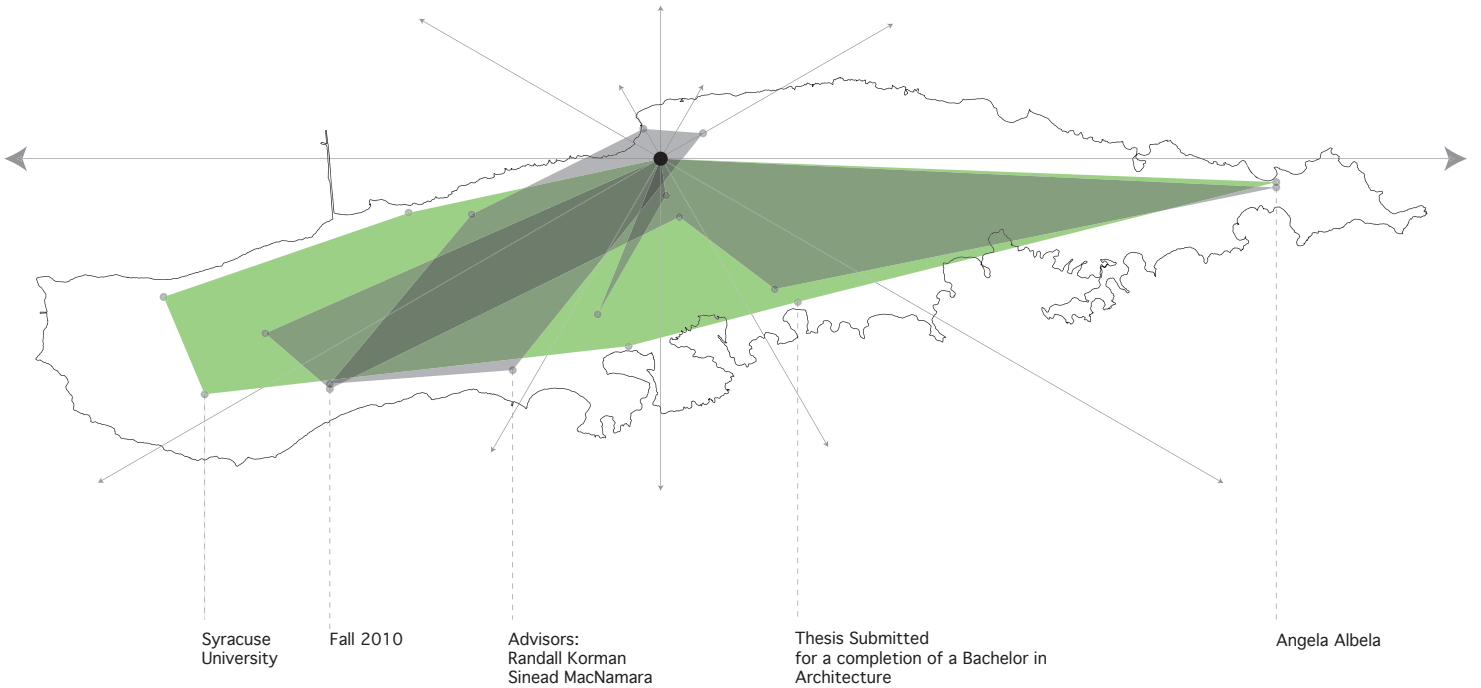 Syracuse
University
Fall 2010
Advisors:
Randall Korman
Sinead MacNamara
Thesis Submitted
for a completion of a Bachelor in
Architecture
Angela Albela